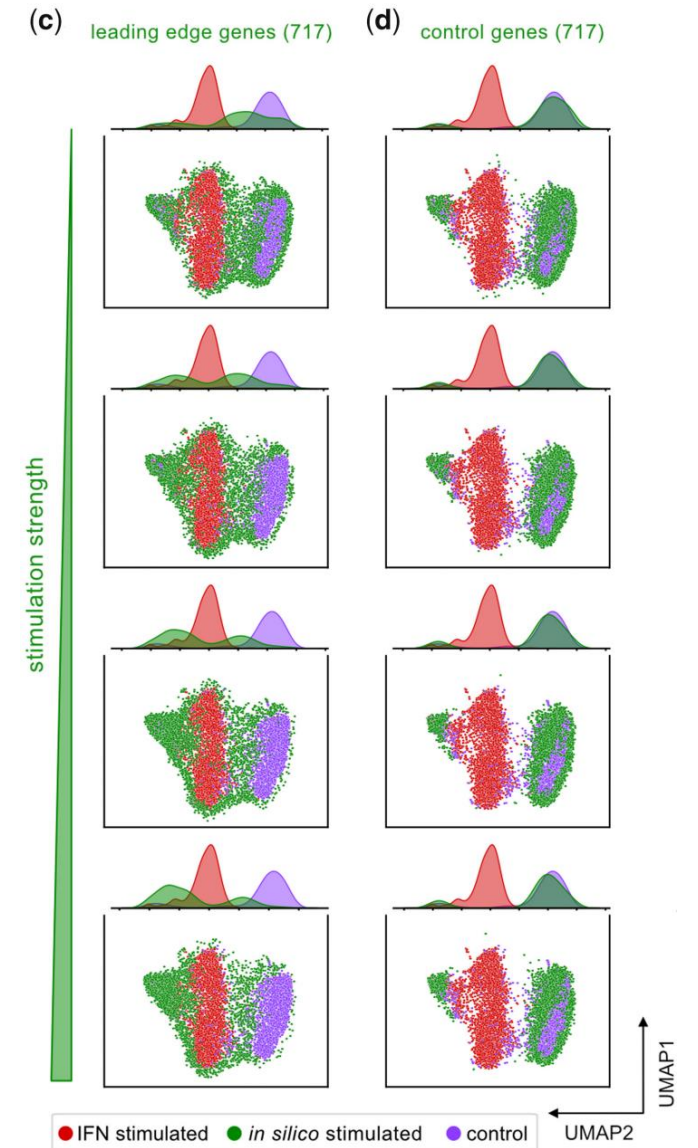 (c) leading edge genes (717)
(d) control genes (717)
stimulation strength
UMAP1
UMAP2
IFN stimulated
in silico stimulated
control